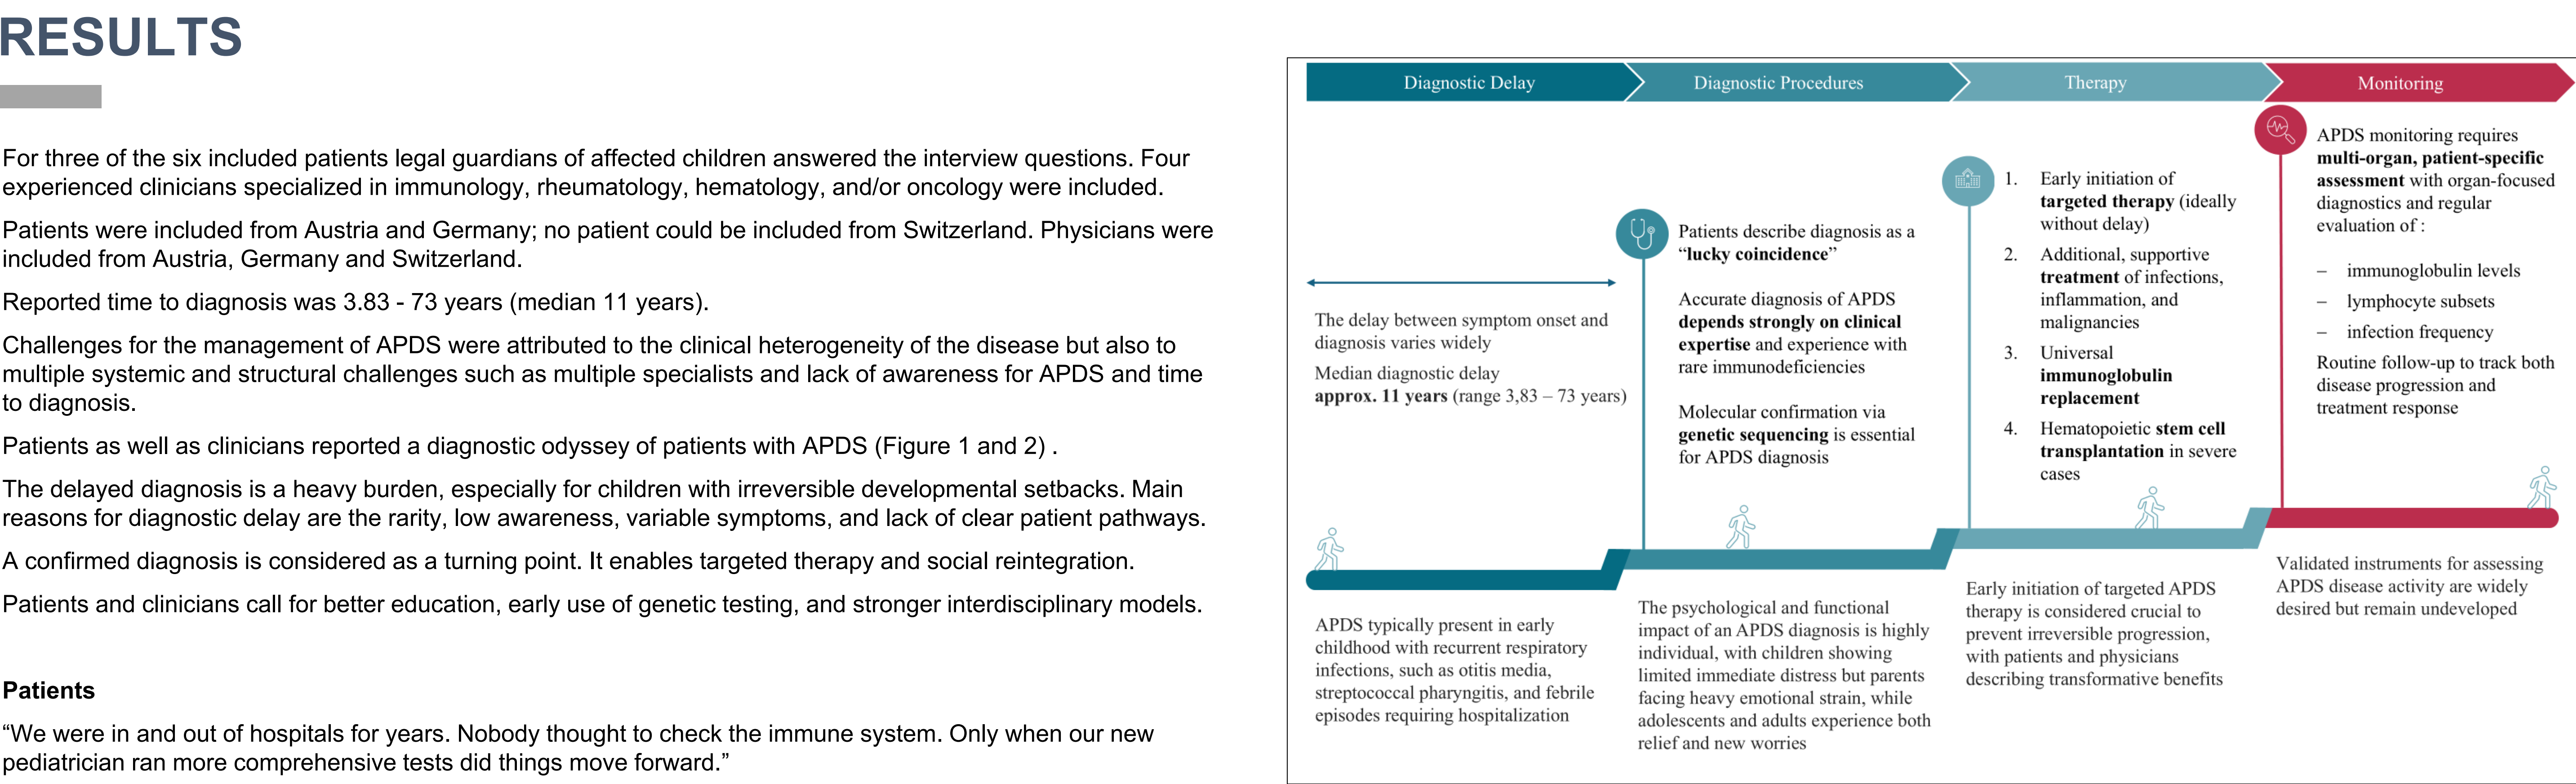 RESULTS
For three of the six included patients legal guardians of affected children answered the interview questions. Four
experienced clinicians specialized in immunology, rheumatology, hematology, and/or oncology were included.
Patients were included from Austria and Germany; no patient could be included from Switzerland. Physicians were
included from Austria, Germany and Switzerland.
Reported time to diagnosis was 3.83 - 73 years (median 11 years).
Challenges for the management of APDS were attributed to the clinical heterogeneity of the disease but also to
multiple systemic and structural challenges such as multiple specialists and lack of awareness for APDS and time
to diagnosis.
Patients as well as clinicians reported a diagnostic odyssey of patients with APDS (Figure 1 and 2) .
The delayed diagnosis is a heavy burden, especially for children with irreversible developmental setbacks. Main
reasons for diagnostic delay are the rarity, low awareness, variable symptoms, and lack of clear patient pathways.
A confirmed diagnosis is considered as a turning point. It enables targeted therapy and social reintegration.
Patients and clinicians call for better education, early use of genetic testing, and stronger interdisciplinary models.
Patients
“We were in and out of hospitals for years. Nobody thought to check the immune system. Only when our new
pediatrician ran more comprehensive tests did things move forward.”
Diagnostic Delay
The delay between symptom onset and
diagnosis varies widely
Median diagnostic delay
approx. 11 years (range 3,83 – 73 years)
APDS typically present in early
childhood with recurrent respiratory
infections, such as otitis media,
streptococcal pharyngitis, and febrile
episodes requiring hospitalization
Diagnostic Procedures
Patients describe diagnosis as a
“lucky coincidence”
Accurate diagnosis of APDS
depends strongly on clinical
expertise and experience with
rare immunodeficiencies
Molecular confirmation via
genetic sequencing is essential
for APDS diagnosis
The psychological and functional
impact of an APDS diagnosis is highly
individual, with children showing
limited immediate distress but parents
facing heavy emotional strain, while
adolescents and adults experience both
relief and new worries
Therapy
1. Early initiation of
targeted therapy (ideally
without delay)
2. Additional, supportive
treatment of infections,
inflammation, and
malignancies
3. Universal
immunoglobulin
replacement
4. Hematopoietic stem cell
transplantation in severe
cases
Early initiation of targeted APDS
therapy is considered crucial to
prevent irreversible progression,
with patients and physicians
describing transformative benefits
Monitoring
APDS monitoring requires
multi-organ, patient-specific
assessment with organ-focused
diagnostics and regular
evaluation of :
– immunoglobulin levels
– lymphocyte subsets
– infection frequency
Routine follow-up to track both
disease progression and
treatment response
Validated instruments for assessing
APDS disease activity are widely
desired but remain undeveloped